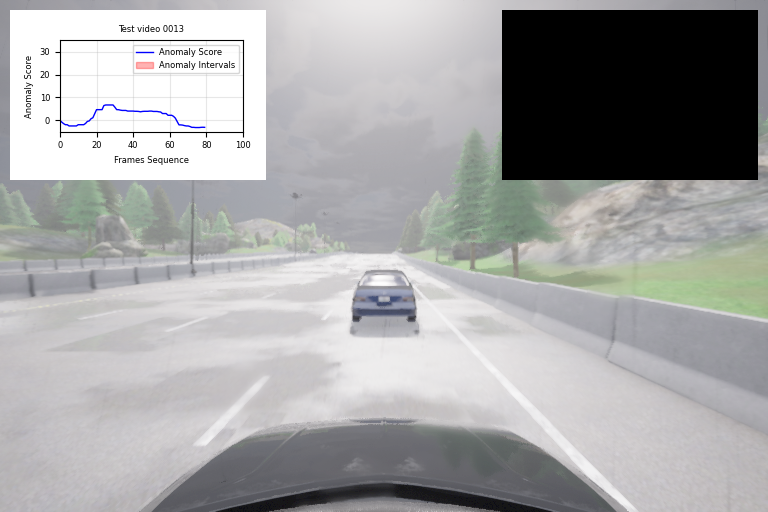 Test video 0013
Anomaly Score
Anomaly Intervals
30
20
10
0
Anomaly Score
0 20 40 60 80 100
Frames Sequence